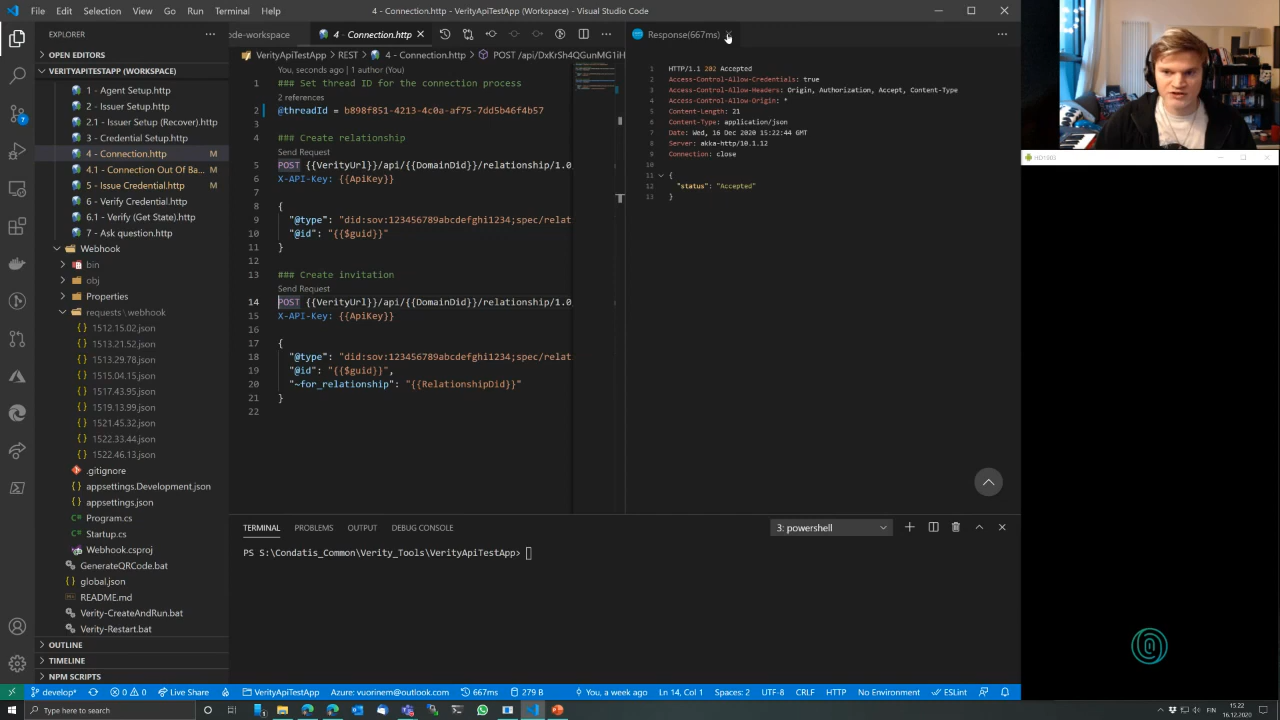 File Edit Selection View Go Run Terminal Help
4 - Connection.http - VerityApiTestApp (Workspace) - Visual Studio Code
EXPLORER
OPEN EDITORS
VERITYAPITESTAPP (WORKSPACE)
1 - Agent Setup.http
2 - Issuer Setup.http
2.1 - Issuer Setup (Recover).http
3 - Credential Setup.http
4 - Connection.http M
4.1 - Connection Out Of Ba... M
5 - Issue Credential.http M
6 - Verify Credential.http
6.1 - Verify (Get State).http
7 - Ask question.http
Webhook
bin
obj
Properties
requests\webhook
1512.15.02.json
1513.21.52.json
1513.29.78.json
1515.04.15.json
1517.43.95.json
1519.13.99.json
1521.45.32.json
1522.33.44.json
1522.46.13.json
.gitignore
appsettings.Development.json
appsettings.json
Program.cs
Startup.cs
Webhook.csproj
GenerateQRCode.bat
global.json
README.md
Verity-CreateAndRun.bat
Verity-Restart.bat
OUTLINE
TIMELINE
NPM SCRIPTS
de-workspace
4 - Connection.http
VerityApiTestApp > REST > 4 - Connection.http > POST /api/DxKrSh4QGunMG1iH
You, seconds ago | 1 author (You)
1 ### Set thread ID for the connection process
2 references
2 @threadId = b898f851-4213-4c0a-af75-7dd5b46f4b57
3
4 ### Create relationship
Send Request
5 POST {{VerityUrl}}/api/{{DomainDid}}/relationship/1.0
6 X-API-Key: {{ApiKey}}
7
8 {
9 "@type": "did:sov:123456789abcdefghi1234;spec/relat
10 "@id": "{{$guid}}"
11 }
12
13 ### Create invitation
Send Request
14 POST {{VerityUrl}}/api/{{DomainDid}}/relationship/1.0
15 X-API-Key: {{ApiKey}}
16
17 {
18 "@type": "did:sov:123456789abcdefghi1234;spec/relat
19 "@id": "{{$guid}}",
20 "~for_relationship": "{{RelationshipDid}}"
21 }
22
Response(667ms)
1 HTTP/1.1 202 Accepted
2 Access-Control-Allow-Credentials: true
3 Access-Control-Allow-Headers: Origin, Authorization, Accept, Content-Type
4 Access-Control-Allow-Origin: *
5 Content-Length: 21
6 Content-Type: application/json
7 Date: Wed, 16 Dec 2020 15:22:44 GMT
8 Server: akka-http/10.1.12
9 Connection: close
10
11 {
12 "status": "Accepted"
13 }
TERMINAL PROBLEMS OUTPUT DEBUG CONSOLE
3: powershell
PS S:\Condatis_Common\Verity_Tools\VerityApiTestApp>
develop* 0 0 Live Share VerityApiTestApp Azure: vuorinem@outlook.com 667ms 279 B You, a week ago Ln 14, Col 1 Spaces: 2 UTF-8 CRLF HTTP No Environment ESLint
Type here to search
FIN
15.22
16.12.2020